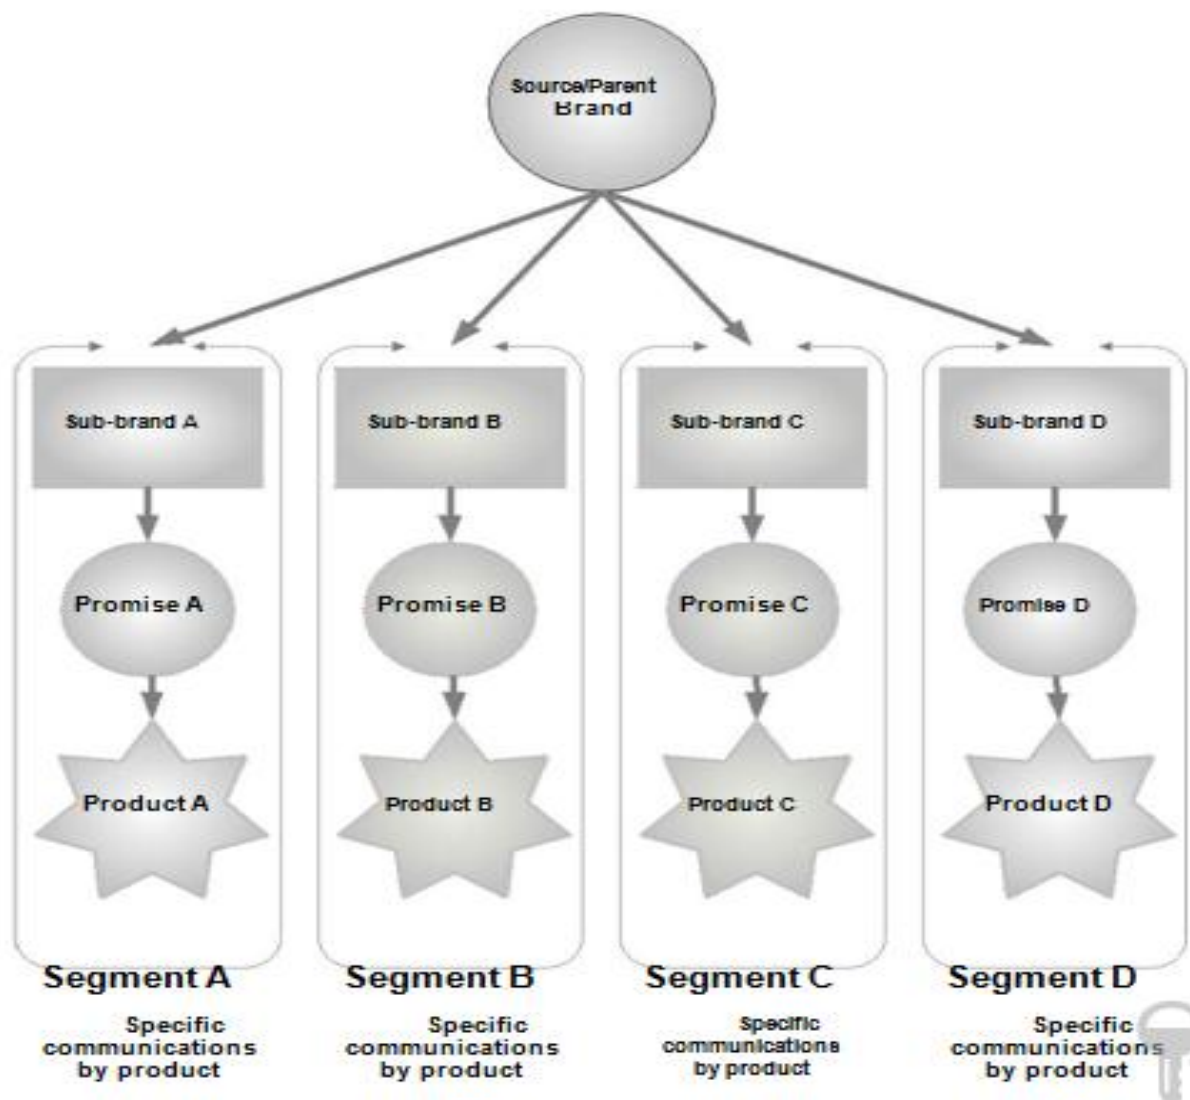 Source/Parent
Brand
Sub-brand A
Sub-brand B
Sub-brand C
Sub-brand D
Promise A
Promise B
Promise C
Promise D
Product A
Product B
Product C
Product D
Segment A
Segment B
Segment C
Segment D
Specific
communications
by product
Specific
communications
by product
Specific
communications
by product
Specific
communications
by product